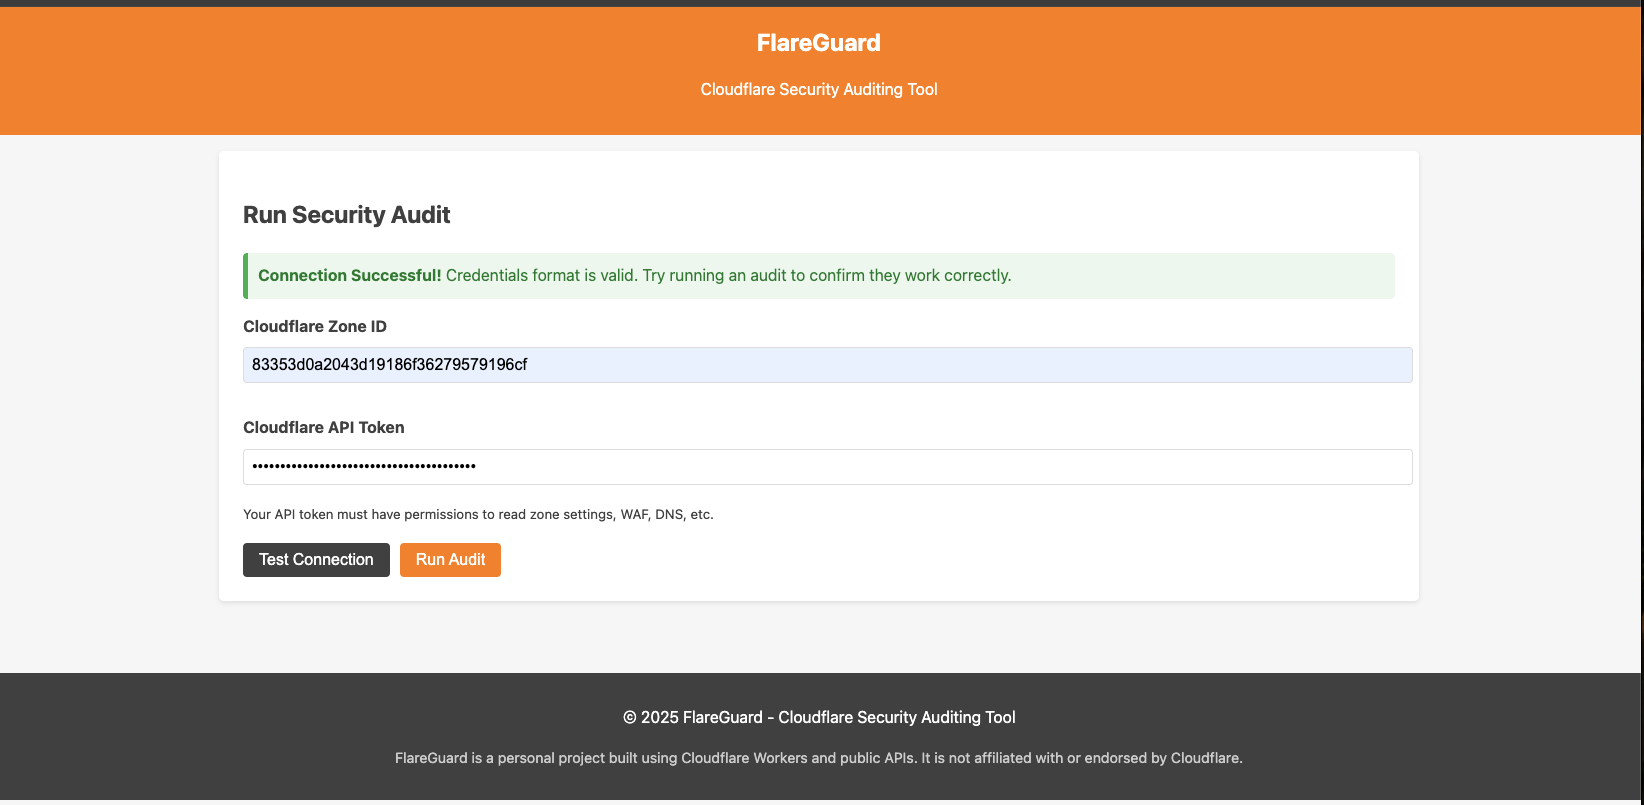 FlareGuard
Cloudflare Security Auditing Tool
Run Security Audit
Connection Successful! Credentials format is valid. Try running an audit to confirm they work correctly.
Cloudflare Zone ID
83353d0a2043d19186f36279579196cf
Cloudflare API Token
••••••••••••••••••••••••••••••••••••••••
Your API token must have permissions to read zone settings, WAF, DNS, etc.
Test Connection Run Audit
© 2025 FlareGuard - Cloudflare Security Auditing Tool
FlareGuard is a personal project built using Cloudflare Workers and public APIs. It is not affiliated with or endorsed by Cloudflare.